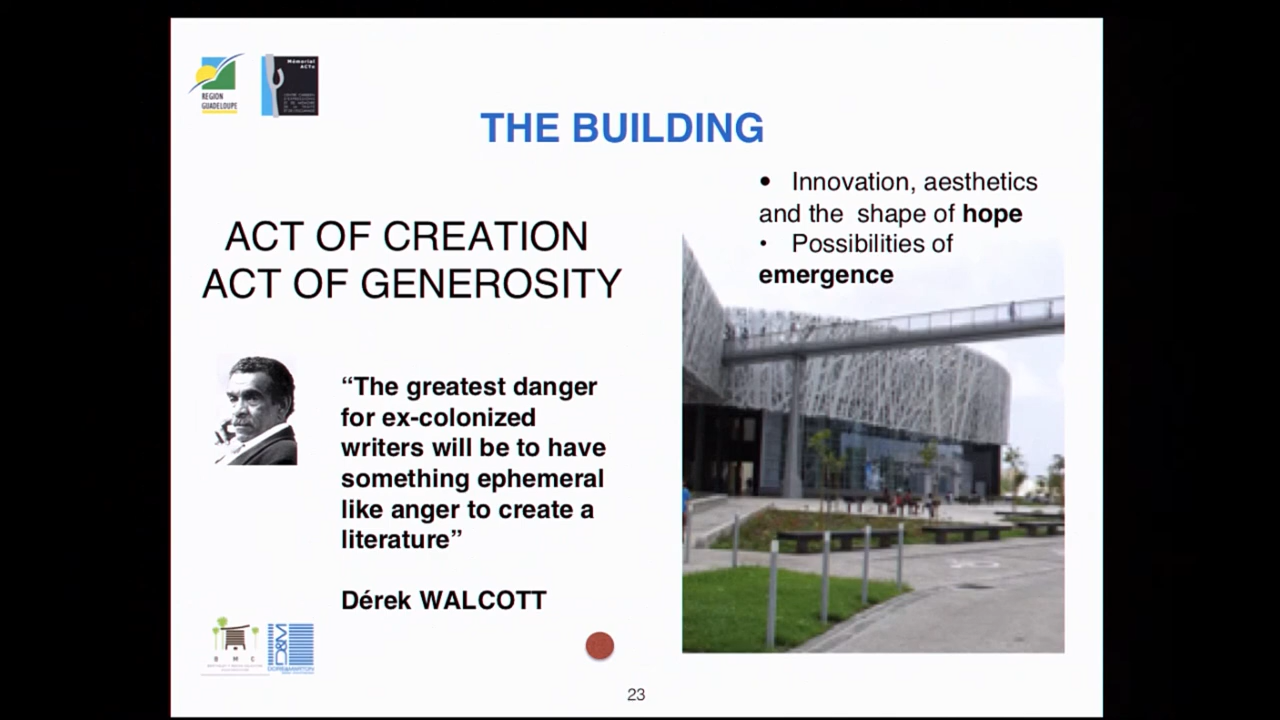 REGION
GUADELOUPE
Mémorial
ACTe
THE BUILDING
• Innovation, aesthetics
and the shape of hope
• Possibilities of
emergence
ACT OF CREATION
ACT OF GENEROSITY
“The greatest danger
for ex-colonized
writers will be to have
something ephemeral
like anger to create a
literature”
Dérek WALCOTT
B M C
D&M
23